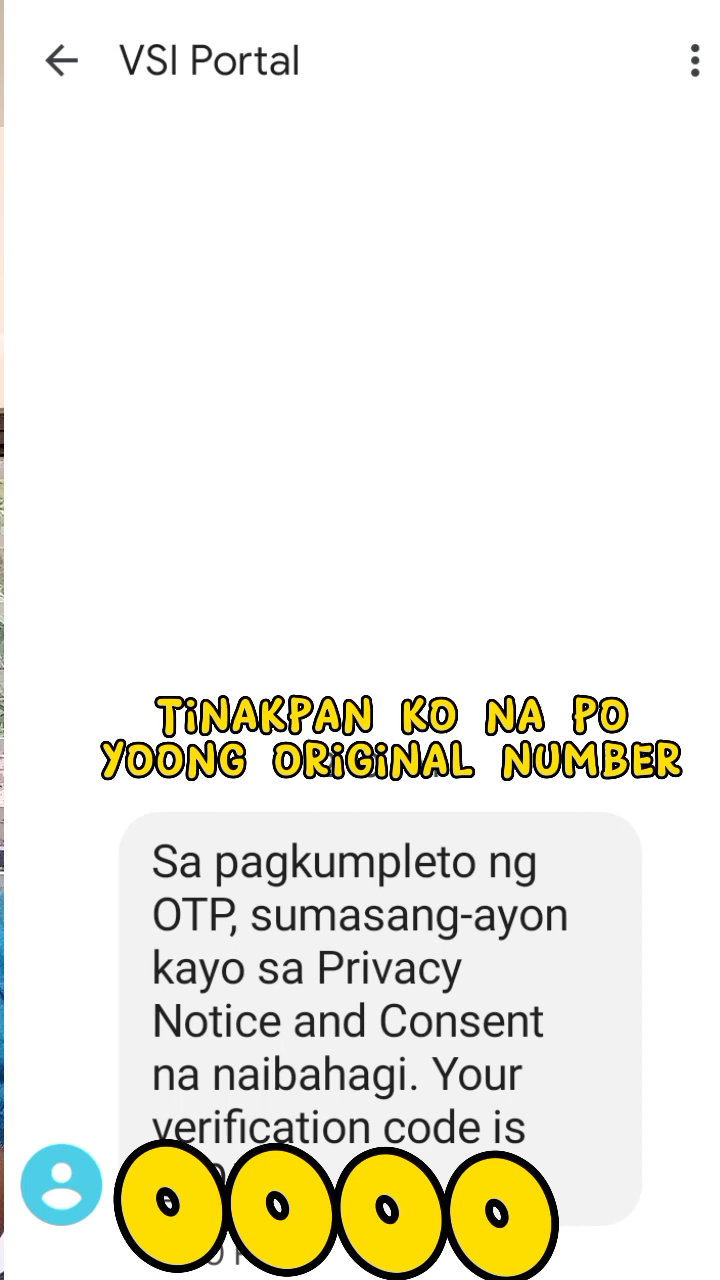 VSI Portal
TiNAKPAN KO NA PO
YOONG ORiGiNAL NUMBER
Sa pagkumpleto ng
OTP, sumasang-ayon
kayo sa Privacy
Notice and Consent
na naibahagi. Your
verification code is
0000